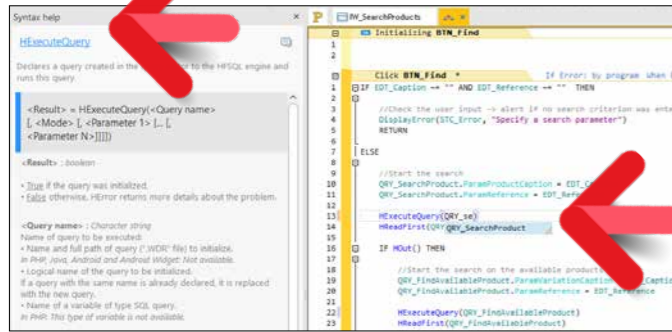 Syntax help
HExecuteQuery
Declares a query created in the to the HFSQL engine and
runs this query.
<Result> = HExecuteQuery(<Query name>
[, <Mode> [, <Parameter 1> [... [,
<Parameter N>]]]])
<Result> : boolean
• True if the query was initialized.
• False otherwise. HError returns more details about the problem.
<Query name> : Character string
Name of query to be executed:
• Name and full path of query (".WDR" file) to initialize.
In PHP, Java, Android and Android Widget: Not available.
• Logical name of the query to be initialized.
If a query with the same name is already declared, it is replaced
with the new query.
• Name of a variable of type SQL query.
In PHP: This type of variable is not available.
IW_SearchProducts
Initializing BTN_Find
1
2
Click BTN_Find * If Error: by program When
1 IF EDT_Caption ~= "" AND EDT_Reference ~= "" THEN
2
3 //Check the user input -> alert if no search criterion was ente
4 DisplayError(STC_Error, "Specify a search parameter")
5 RETURN
6
7 ELSE
8
9 //Start the search
10 QRY_SearchProduct.ParamProductCaption = EDT_C
11 QRY_SearchProduct.ParamReference = EDT_Refe
12
13 HExecuteQuery(QRY_se)
14 HReadFirst(QRY QRY_SearchProduct
15
16 IF HOut() THEN
17
18 //Start the search on the available product
19 QRY_FindAvailableProduct.ParamVariationCaption Captio
20 QRY_FindAvailableProduct.ParamReference = EDT_Reference
21
22 HExecuteQuery(QRY_FindAvailableProduct)
23 HReadFirst(QRY_FindAvailableProduct)